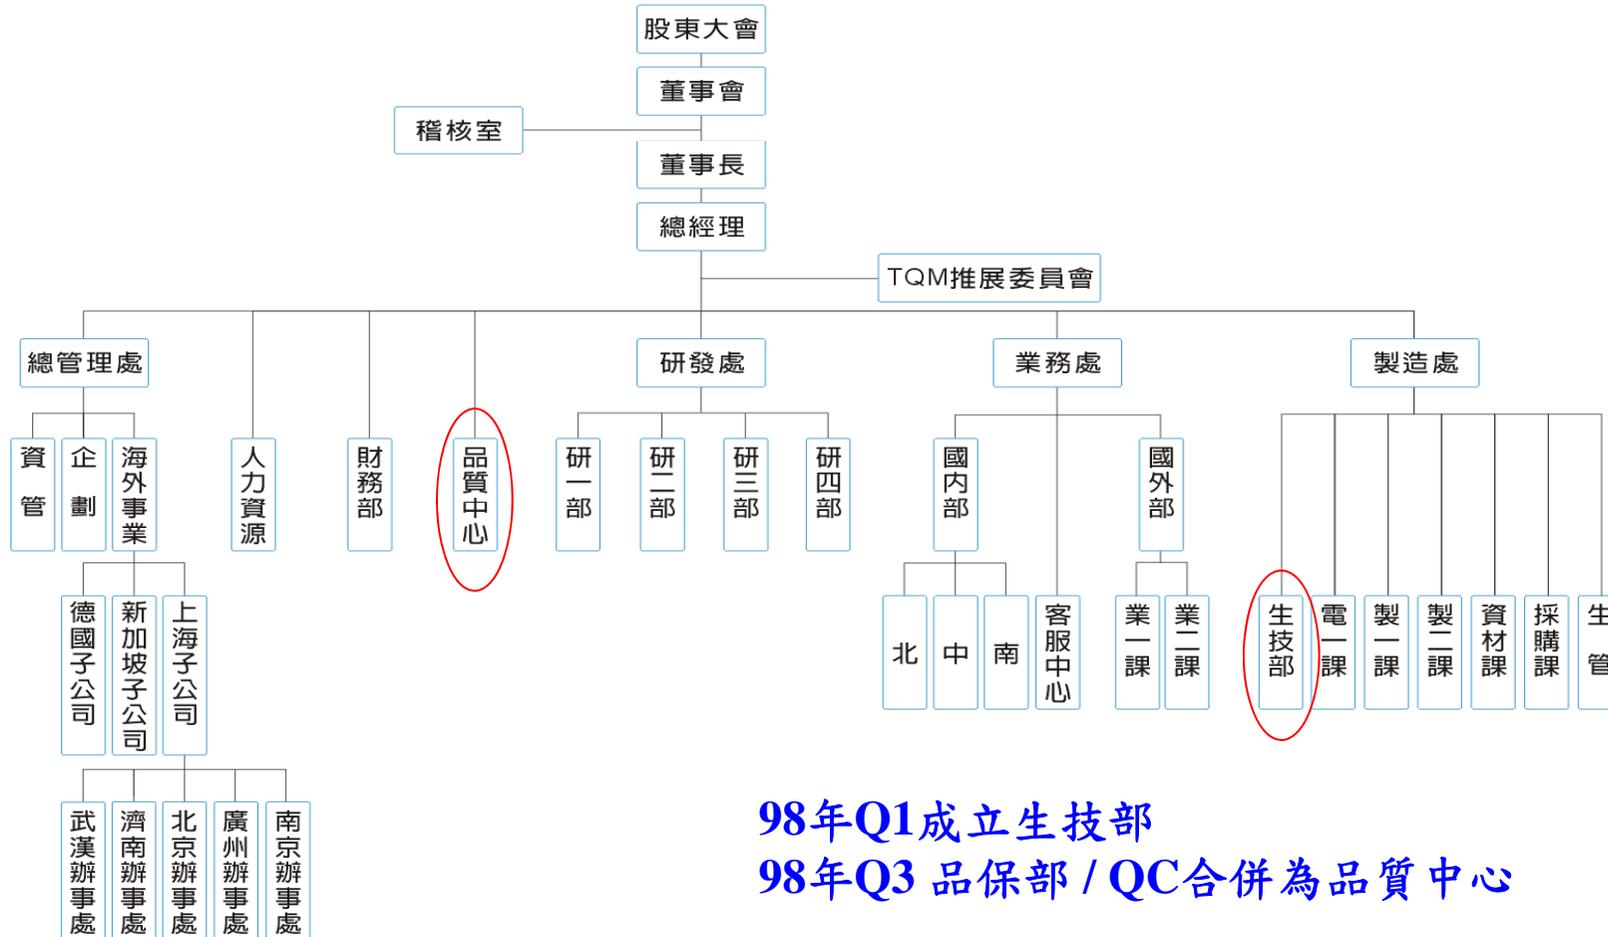 股東大會
董事會
稽核室
董事長
總經理
TQM推展委員會
總管理處
研發處
業務處
製造處
資管
企劃
海外事業
人力資源
財務部
品質中心
研一部
研二部
研三部
研四部
國內部
國外部
德國子公司
新加坡子公司
上海子公司
北
中
南
客服中心
業一課
業二課
生技部
電一課
製一課
製二課
資材課
採購課
生管
武漢辦事處
濟南辦事處
北京辦事處
廣州辦事處
南京辦事處
98年Q1成立生技部
98年Q3 品保部 / QC合併為品質中心